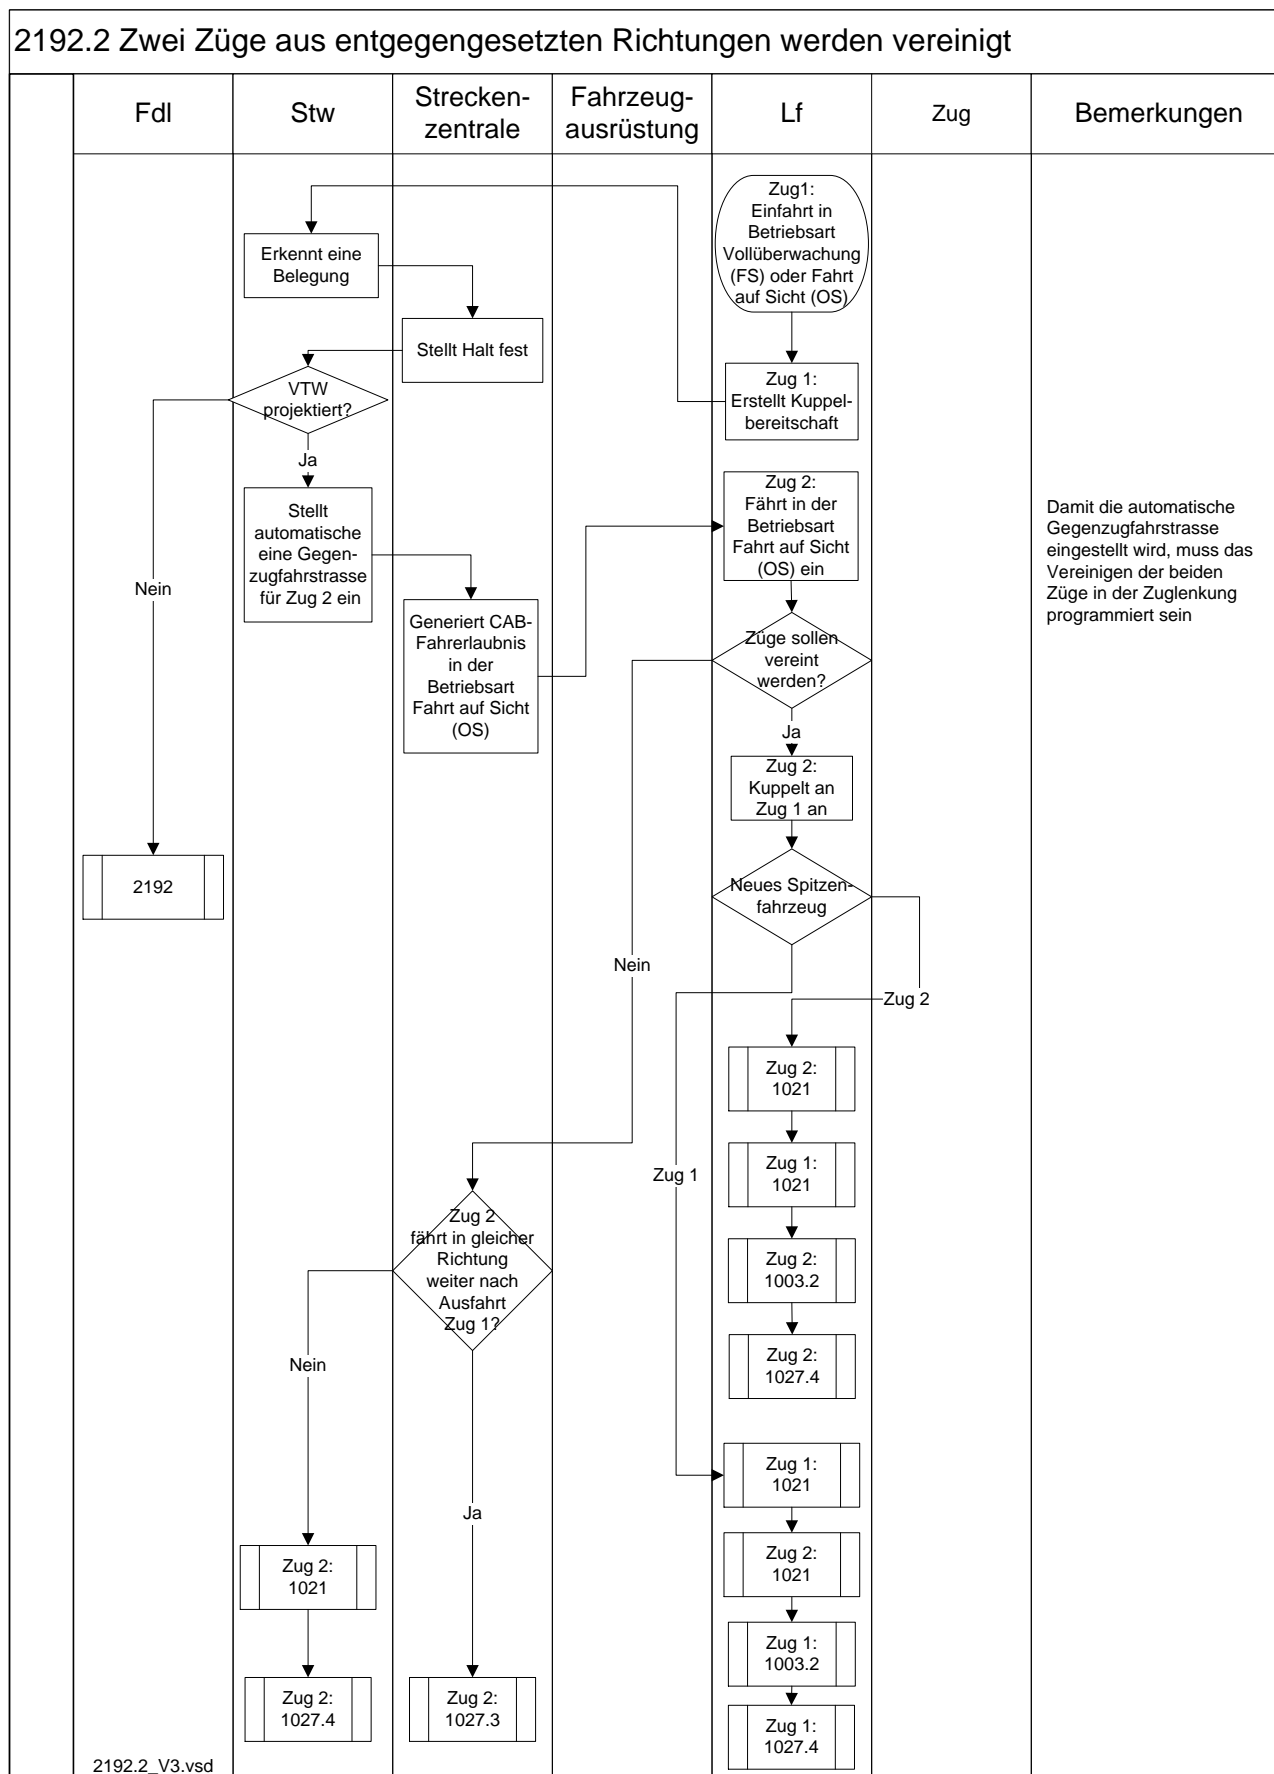 2192.2 Zwei Züge aus entgegengesetzten Richtungen werden vereinigt
Fdl
Stw
Strecken-
zentrale
Fahrzeug-
ausrüstung
Lf
Zug
Bemerkungen
Zug1:
Einfahrt in
Betriebsart
Vollüberwachung
(FS) oder Fahrt
auf Sicht (OS)
Erkennt eine
Belegung
Stellt Halt fest
Zug 1:
Erstellt Kuppel-
bereitschaft
VTW
projektiert?
Ja
Nein
Stellt
automatische
eine Gegen-
zugfahrstrasse
für Zug 2 ein
Zug 2:
Fährt in der
Betriebsart
Fahrt auf Sicht
(OS) ein
Damit die automatische
Gegenzugfahrstrasse
eingestellt wird, muss das
Vereinigen der beiden
Züge in der Zuglenkung
programmiert sein
Generiert CAB-
Fahrerlaubnis
in der
Betriebsart
Fahrt auf Sicht
(OS)
Züge sollen
vereint
werden?
Ja
Zug 2:
Kuppelt an
Zug 1 an
2192
Neues Spitzen-
fahrzeug
Nein
Zug 2
Zug 2:
1021
Zug 1
Zug 1:
1021
Zug 2
fährt in gleicher
Richtung
weiter nach
Ausfahrt
Zug 1?
Zug 2:
1003.2
Nein
Zug 2:
1027.4
Zug 1:
1021
Ja
Zug 2:
1021
Zug 2:
1021
Zug 1:
1003.2
Zug 2:
1027.4
Zug 2:
1027.3
Zug 1:
1027.4
2192.2_V3.vsd